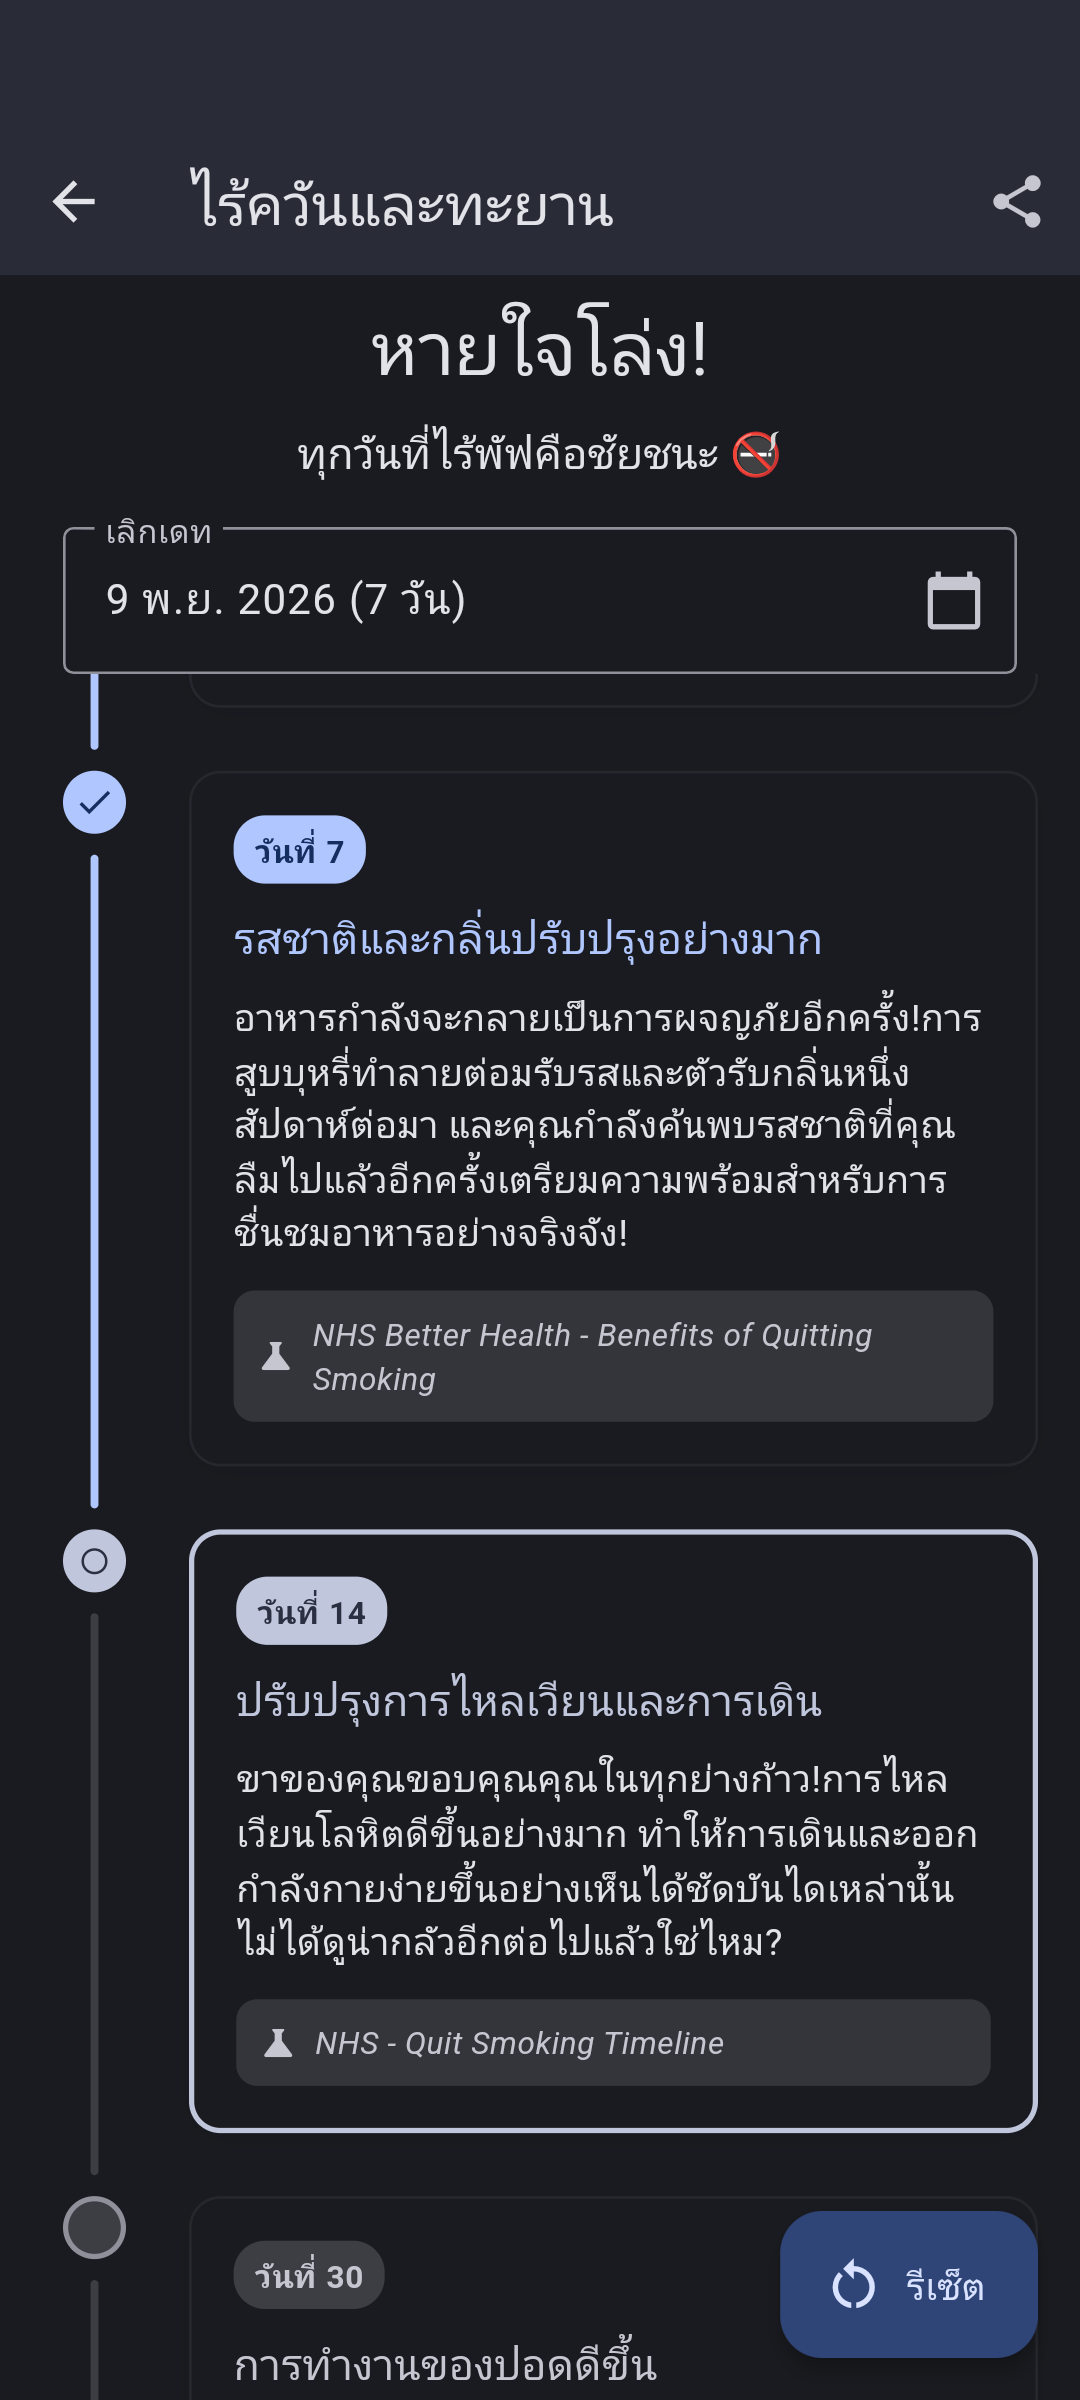 ไร้ควันและทะยาน
หายใจโล่ง!
ทุกวันที่ไร้พัฟคือชัยชนะ 🚭
เลิกเดท
9 พ.ย. 2026 (7 วัน)
วันที่ 7
รสชาติและกลิ่นปรับปรุงอย่างมาก
อาหารกำลังจะกลายเป็นการผจญภัยอีกครั้ง!การ
สูบบุหรี่ทำลายต่อมรับรสและตัวรับกลิ่นหนึ่ง
สัปดาห์ต่อมา และคุณกำลังค้นพบรสชาติที่คุณ
ลืมไปแล้วอีกครั้งเตรียมความพร้อมสำหรับการ
ชื่นชมอาหารอย่างจริงจัง!
NHS Better Health - Benefits of Quitting
Smoking
วันที่ 14
ปรับปรุงการไหลเวียนและการเดิน
ขาของคุณขอบคุณคุณในทุกย่างก้าว!การไหล
เวียนโลหิตดีขึ้นอย่างมาก ทำให้การเดินและออก
กำลังกายง่ายขึ้นอย่างเห็นได้ชัดบันไดเหล่านั้น
ไม่ได้ดูน่ากลัวอีกต่อไปแล้วใช่ไหม?
NHS - Quit Smoking Timeline
วันที่ 30
การทำงานของปอดดีขึ้น
รีเซ็ต